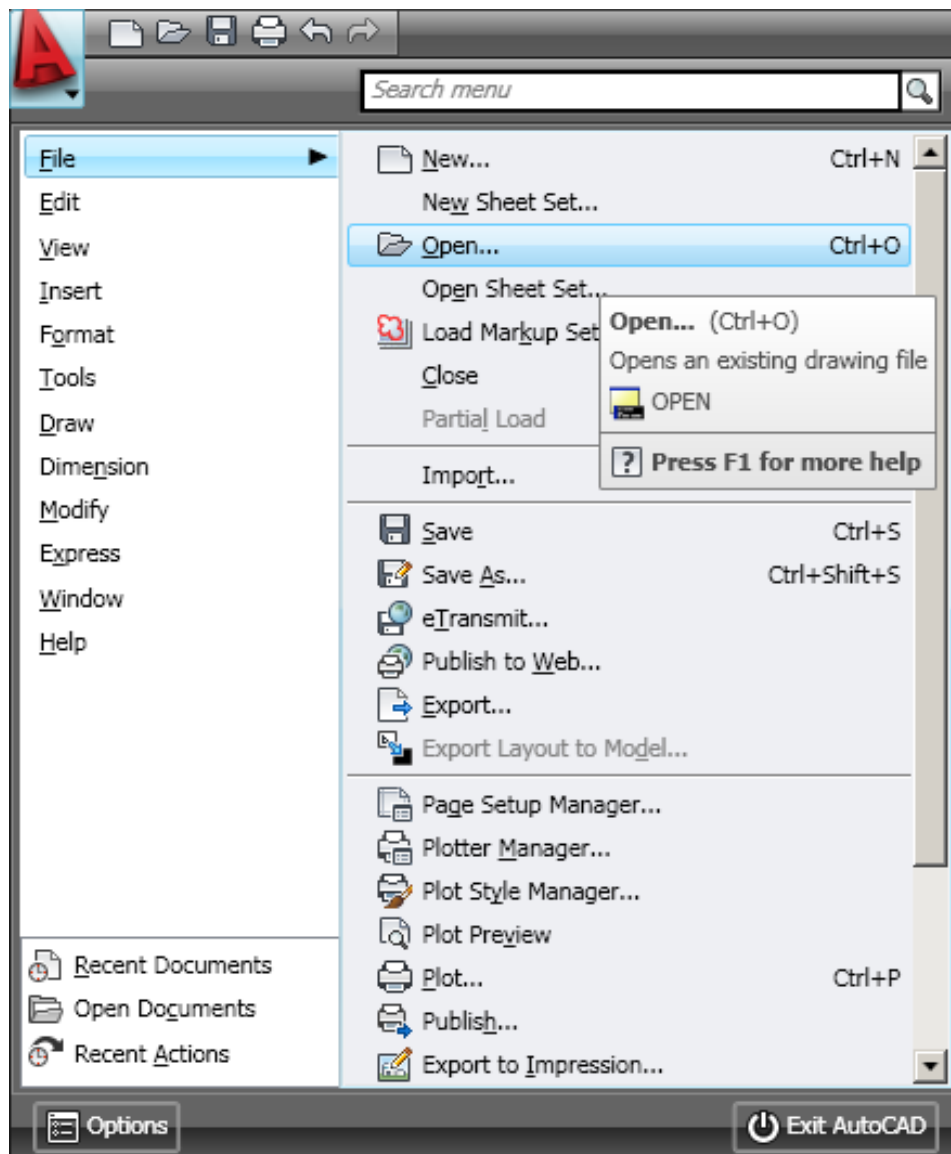 Search menu
File
Edit
View
Insert
Format
Tools
Draw
Dimension
Modify
Express
Window
Help
Recent Documents
Open Documents
Recent Actions
New... Ctrl+N
New Sheet Set...
Open... Ctrl+O
Open Sheet Set...
Load Markup Set
Close
Partial Load
Import...
Open... (Ctrl+O)
Opens an existing drawing file
OPEN
? Press F1 for more help
Save Ctrl+S
Save As... Ctrl+Shift+S
eTransmit...
Publish to Web...
Export...
Export Layout to Model...
Page Setup Manager...
Plotter Manager...
Plot Style Manager...
Plot Preview
Plot... Ctrl+P
Publish...
Export to Impression...
Options
Exit AutoCAD